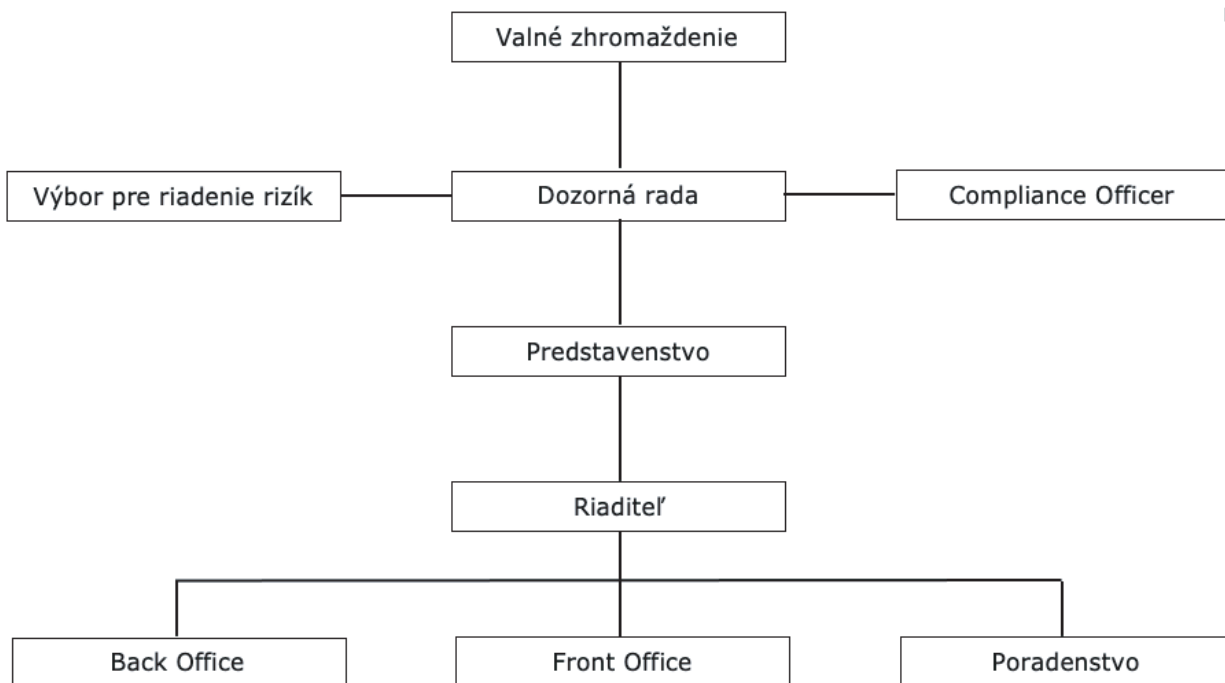 Valné zhromaždenie
Výbor pre riadenie rizík
Dozorná rada
Compliance Officer
Predstavenstvo
Riaditeľ
Back Office
Front Office
Poradenstvo